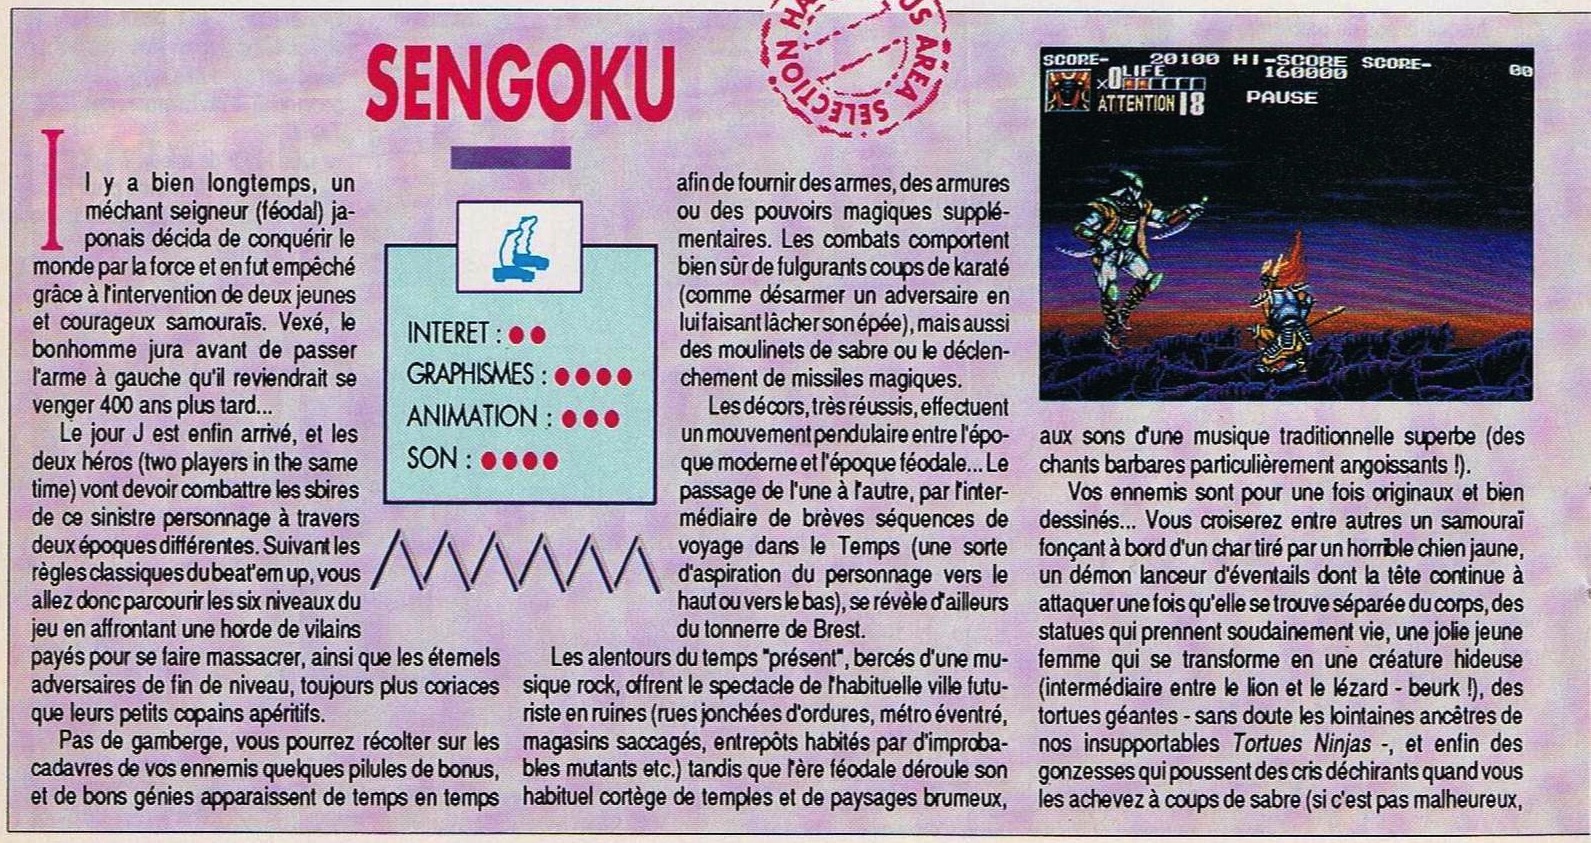 SENGOKU
HA
US AREA SELECTION
Il y a bien longtemps, un
méchant seigneur (féodal) ja-
ponais décida de conquérir le
monde par la force et en fut empêché
grâce à l'intervention de deux jeunes
et courageux samouraïs. Vexé, le
bonhomme jura avant de passer
l'arme à gauche qu'il reviendrait se
venger 400 ans plus tard...
Le jour J est enfin arrivé, et les
deux héros (two players in the same
time) vont devoir combattre les sbires
de ce sinistre personnage à travers
deux époques différentes. Suivant les
règles classiques du beat'em up, vous
allez donc parcourir les six niveaux du
jeu en affrontant une horde de vilains
payés pour se faire massacrer, ainsi que les éternels
adversaires de fin de niveau, toujours plus coriaces
que leurs petits copains apéritifs.
Pas de gamberge, vous pourrez récolter sur les
cadavres de vos ennemis quelques pilules de bonus,
et de bons génies apparaissent de temps en temps
INTERET :
GRAPHISMES :
ANIMATION :
SON :
afin de fournir des armes, des armures
ou des pouvoirs magiques supplé-
mentaires. Les combats comportent
bien sûr de fulgurants coups de karaté
(comme désarmer un adversaire en
lui faisant lâcher son épée), mais aussi
des moulinets de sabre ou le déclen-
chement de missiles magiques.
Les décors, très réussis, effectuent
un mouvement pendulaire entre l'épo-
que moderne et l'époque féodale... Le
passage de l'une à l'autre, par l'inter-
médiaire de brèves séquences de
voyage dans le Temps (une sorte
d'aspiration du personnage vers le
haut ou vers le bas), se révèle d'ailleurs
du tonnerre de Brest.
Les alentours du temps "présent", bercés d'une mu-
sique rock, offrent le spectacle de l'habituelle ville futu-
riste en ruines (rues jonchées d'ordures, métro éventré,
magasins saccagés, entrepôts habités par d'improba-
bles mutants etc.) tandis que l'ère féodale déroule son
habituel cortège de temples et de paysages brumeux,
SCORE- 20100 HI-SCORE SCORE- 00
×0 LIFE 160000
ATTENTION 18 PAUSE
aux sons d'une musique traditionnelle superbe (des
chants barbares particulièrement angoissants !).
Vos ennemis sont pour une fois originaux et bien
dessinés... Vous croiserez entre autres un samouraï
fonçant à bord d'un char tiré par un horrible chien jaune,
un démon lanceur d'éventails dont la tête continue à
attaquer une fois qu'elle se trouve séparée du corps, des
statues qui prennent soudainement vie, une jolie jeune
femme qui se transforme en une créature hideuse
(intermédiaire entre le lion et le lézard - beurk !), des
tortues géantes - sans doute les lointaines ancêtres de
nos insupportables Tortues Ninjas -, et enfin des
gonzesses qui poussent des cris déchirants quand vous
les achevez à coups de sabre (si c'est pas malheureux,